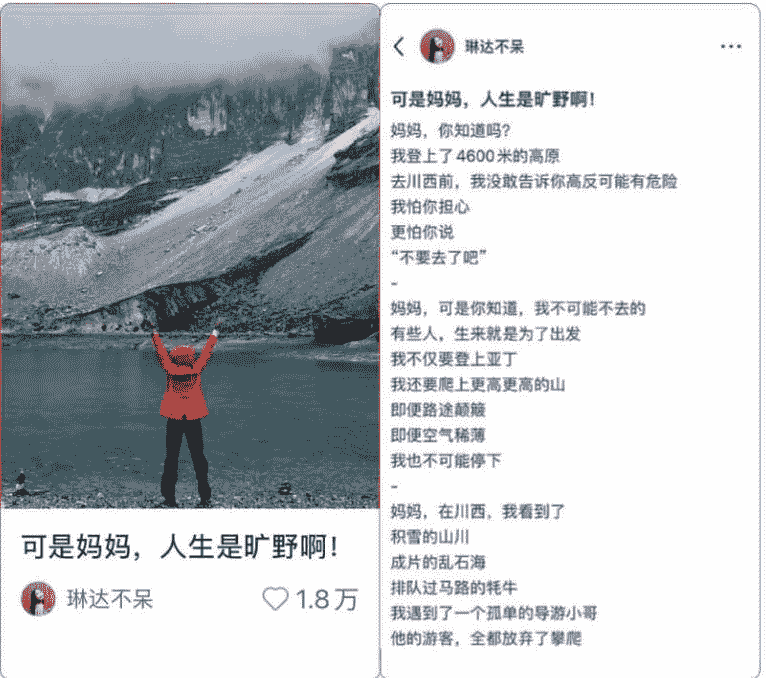 可是妈妈，人生是旷野啊！
琳达不呆
1.8万
琳达不呆
可是妈妈，人生是旷野啊！
妈妈，你知道吗？
我登上了4600米的高原
去川西前，我没敢告诉你高反可能有危险
我怕你担心
更怕你说
“不要去了吧”
-
妈妈，可是你知道，我不可能不去的
有些人，生来就是为了出发
我不仅要登上亚丁
我还要爬上更高更高的山
即便路途颠簸
即便空气稀薄
我也不可能停下
-
妈妈，在川西，我看到了
积雪的山川
成片的乱石海
排队过马路的牦牛
我遇到了一个孤单的导游小哥
他的游客，全都放弃了攀爬